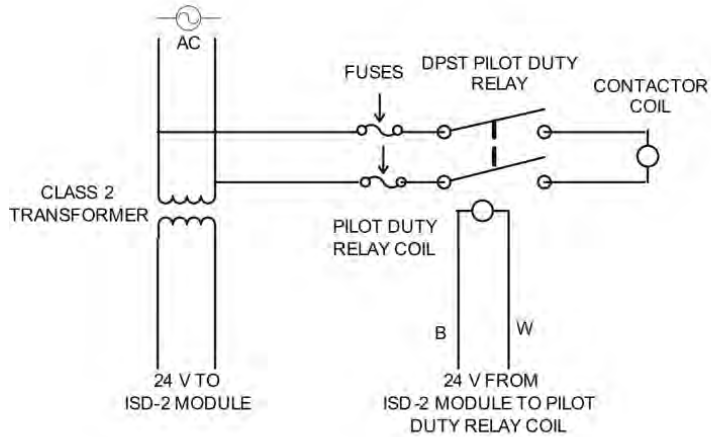 AC
FUSES
DPST PILOT DUTY
RELAY
CONTACTOR
COIL
CLASS 2
TRANSFORMER
PILOT DUTY
RELAY COIL
B
W
24 V TO
ISD-2 MODULE
24 V FROM
ISD-2 MODULE TO PILOT
DUTY RELAY COIL